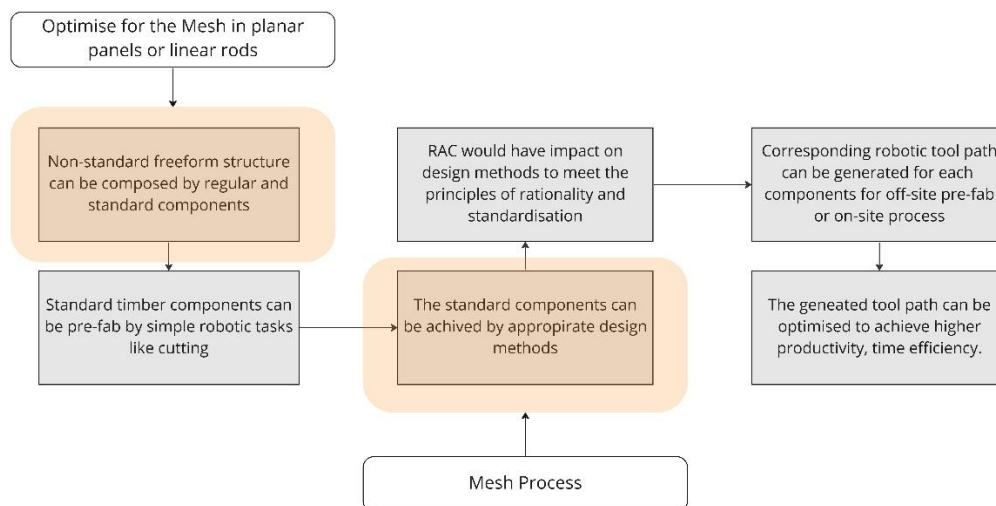 Optimise for the Mesh in planar
panels or linear rods
Non-standard freeform structure
can be composed by regular and
standard components
Standard timber components can
be pre-fab by simple robotic tasks
like cutting
RAC would have impact on
design methods to meet the
principles of rationality and
standardisation
The standard components can
be achived by appropirate design
methods
Mesh Process
Corresponding robotic tool path
can be generated for each
components for off-site pre-fab
or on-site process
The geneated tool path can be
optimised to achieve higher
productivity, time efficiency.